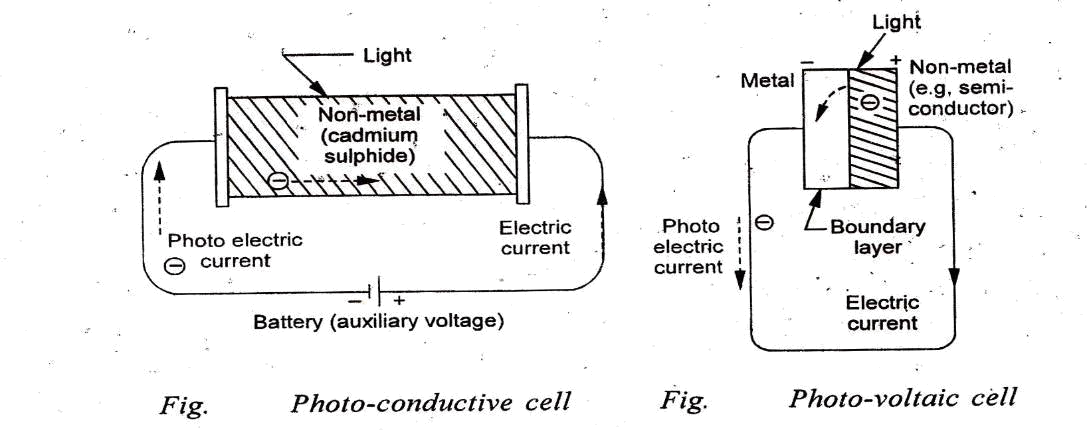 Light
Non-metal
(cadmium
sulphide)
⊖
Photo electric
⊖ current
Electric
current
− +
Battery (auxiliary voltage)
Fig. Photo-conductive cell
Light
− +
Metal
Non-metal
(e.g, semi-
conductor)
⊖
⊖
Photo
electric
current
Boundary
layer
Electric
current
Fig. Photo-voltaic cell